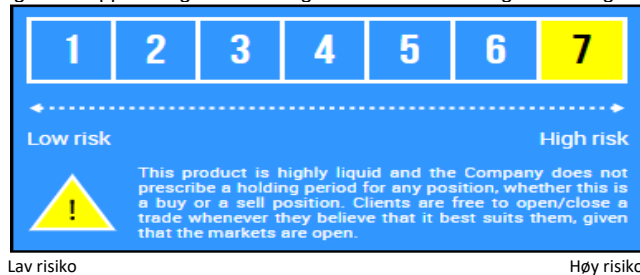 1 2 3 4 5 6 7
Low risk High risk
This product is highly liquid and the Company does not
prescribe a holding period for any position, whether this is
a buy or a sell position. Clients are free to open/close a
trade whenever they believe that it best suits them, given
that the markets are open.
!
Lav risiko Høy risiko